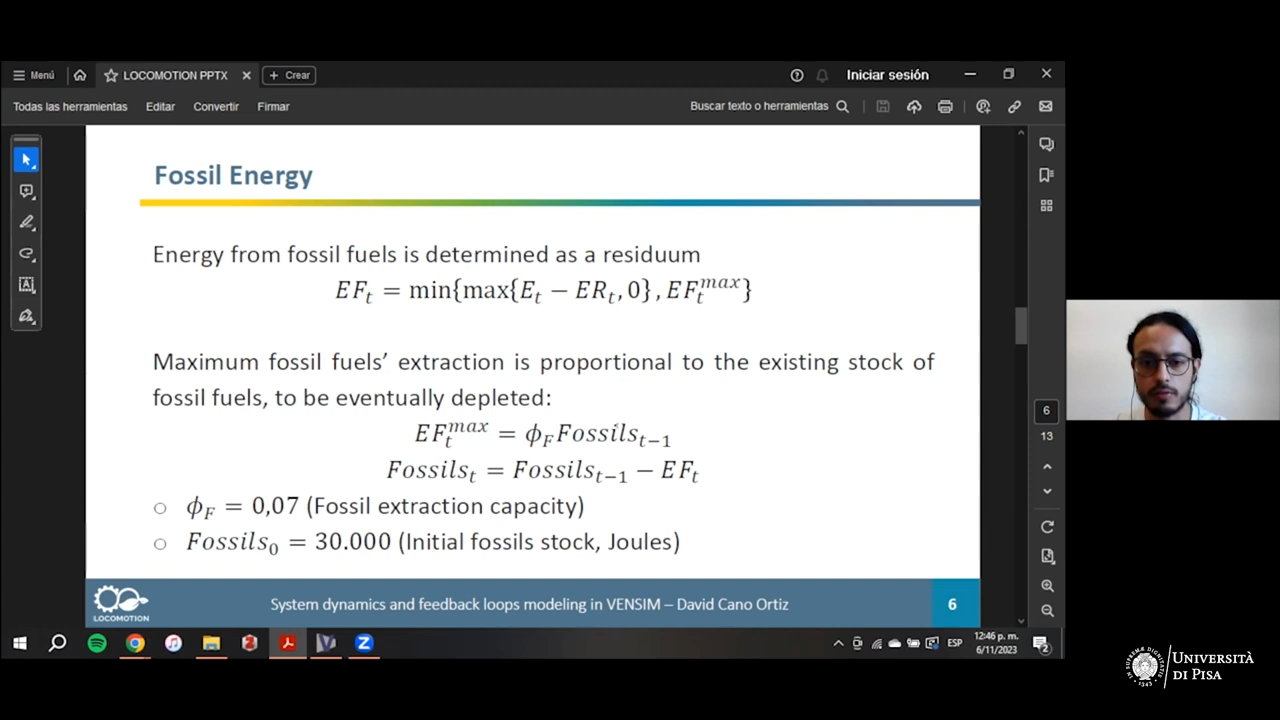 Menú
LOCOMOTION PPTX
+ Crear
Iniciar sesión
Todas las herramientas Editar Convertir Firmar
Buscar texto o herramientas
Fossil Energy
Energy from fossil fuels is determined as a residuum
EF_t = min{max{E_t − ER_t, 0}, EF_t^{max}}
Maximum fossil fuels’ extraction is proportional to the existing stock of
fossil fuels, to be eventually depleted:
EF_t^{max} = ϕ_F Fossils_{t−1}
Fossils_t = Fossils_{t−1} − EF_t
○ ϕ_F = 0,07 (Fossil extraction capacity)
○ Fossils_0 = 30.000 (Initial fossils stock, Joules)
6
13
LOCOMOTION
System dynamics and feedback loops modeling in VENSIM – David Cano Ortiz
6
ESP
12:46 p. m.
6/11/2023
2
UNIVERSITÀ
DI PISA